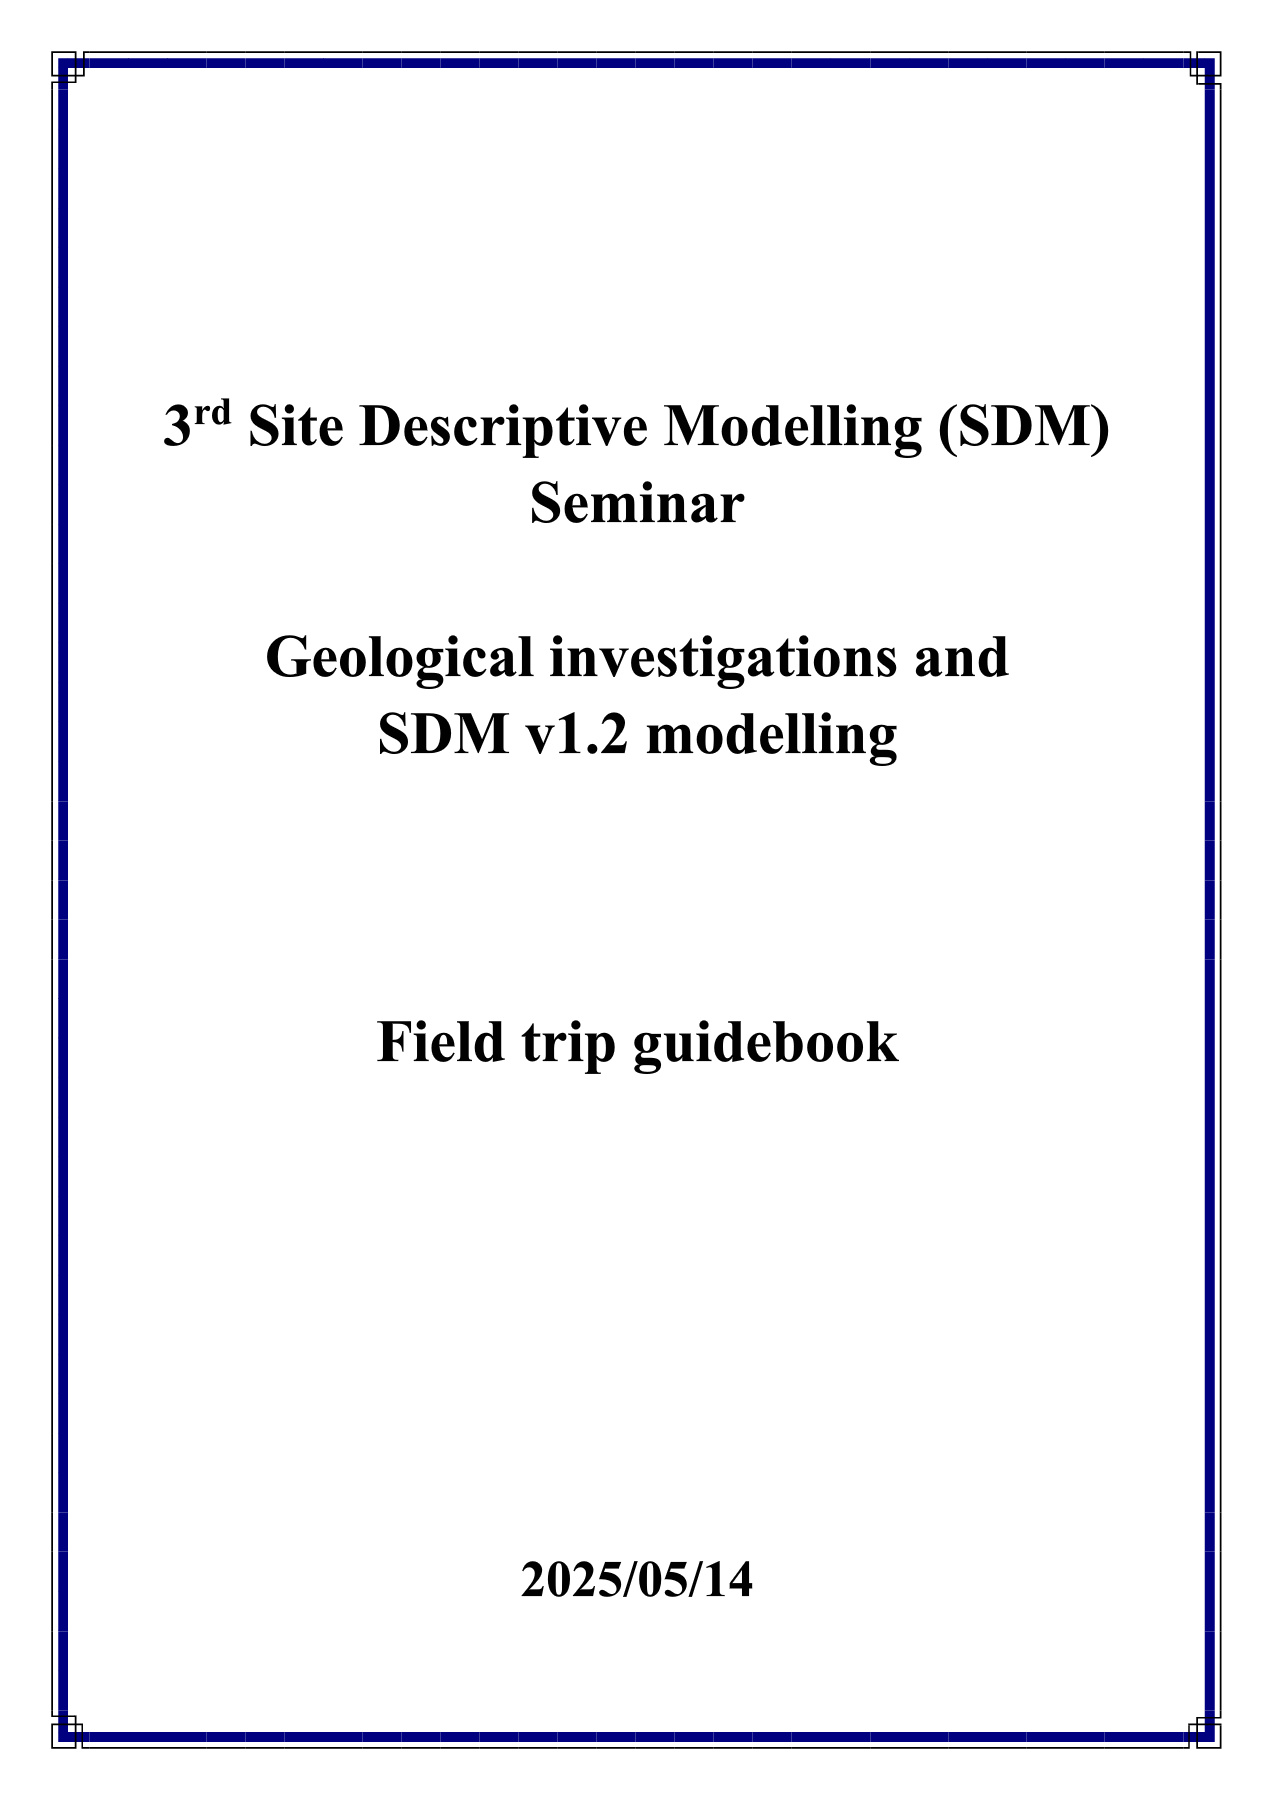 3rd Site Descriptive Modelling (SDM)
Seminar
Geological investigations and
SDM v1.2 modelling
Field trip guidebook
2025/05/14